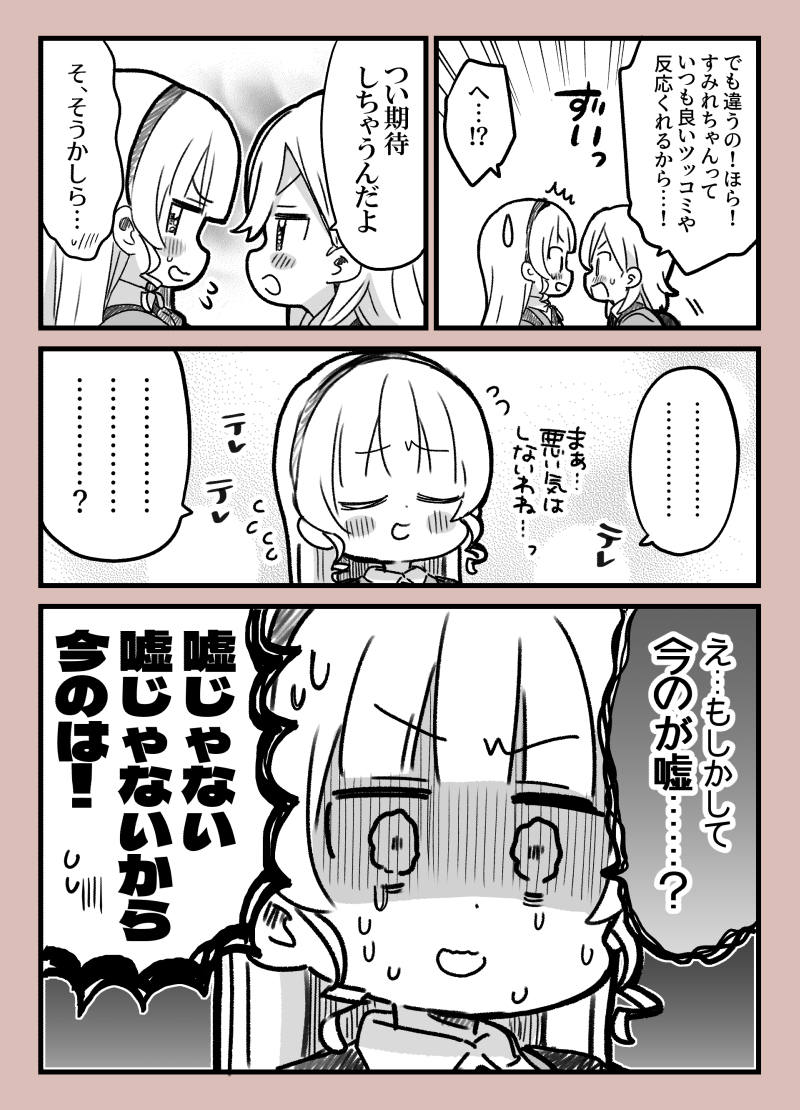 でも違うの！ほら！
すみれちゃんって
いつも良いツッコミや
反応くれるから…！
ずいっ
へ…!?
つい期待
しちゃうんだよ
そ、そうかしら…
…………
…………
まぁ…
悪い気は
しないわね…っ
テレ
テレ
テレ
…………
…………
…………？
え…もしかして
今のが嘘………？
嘘じゃない
嘘じゃないから
今のは！